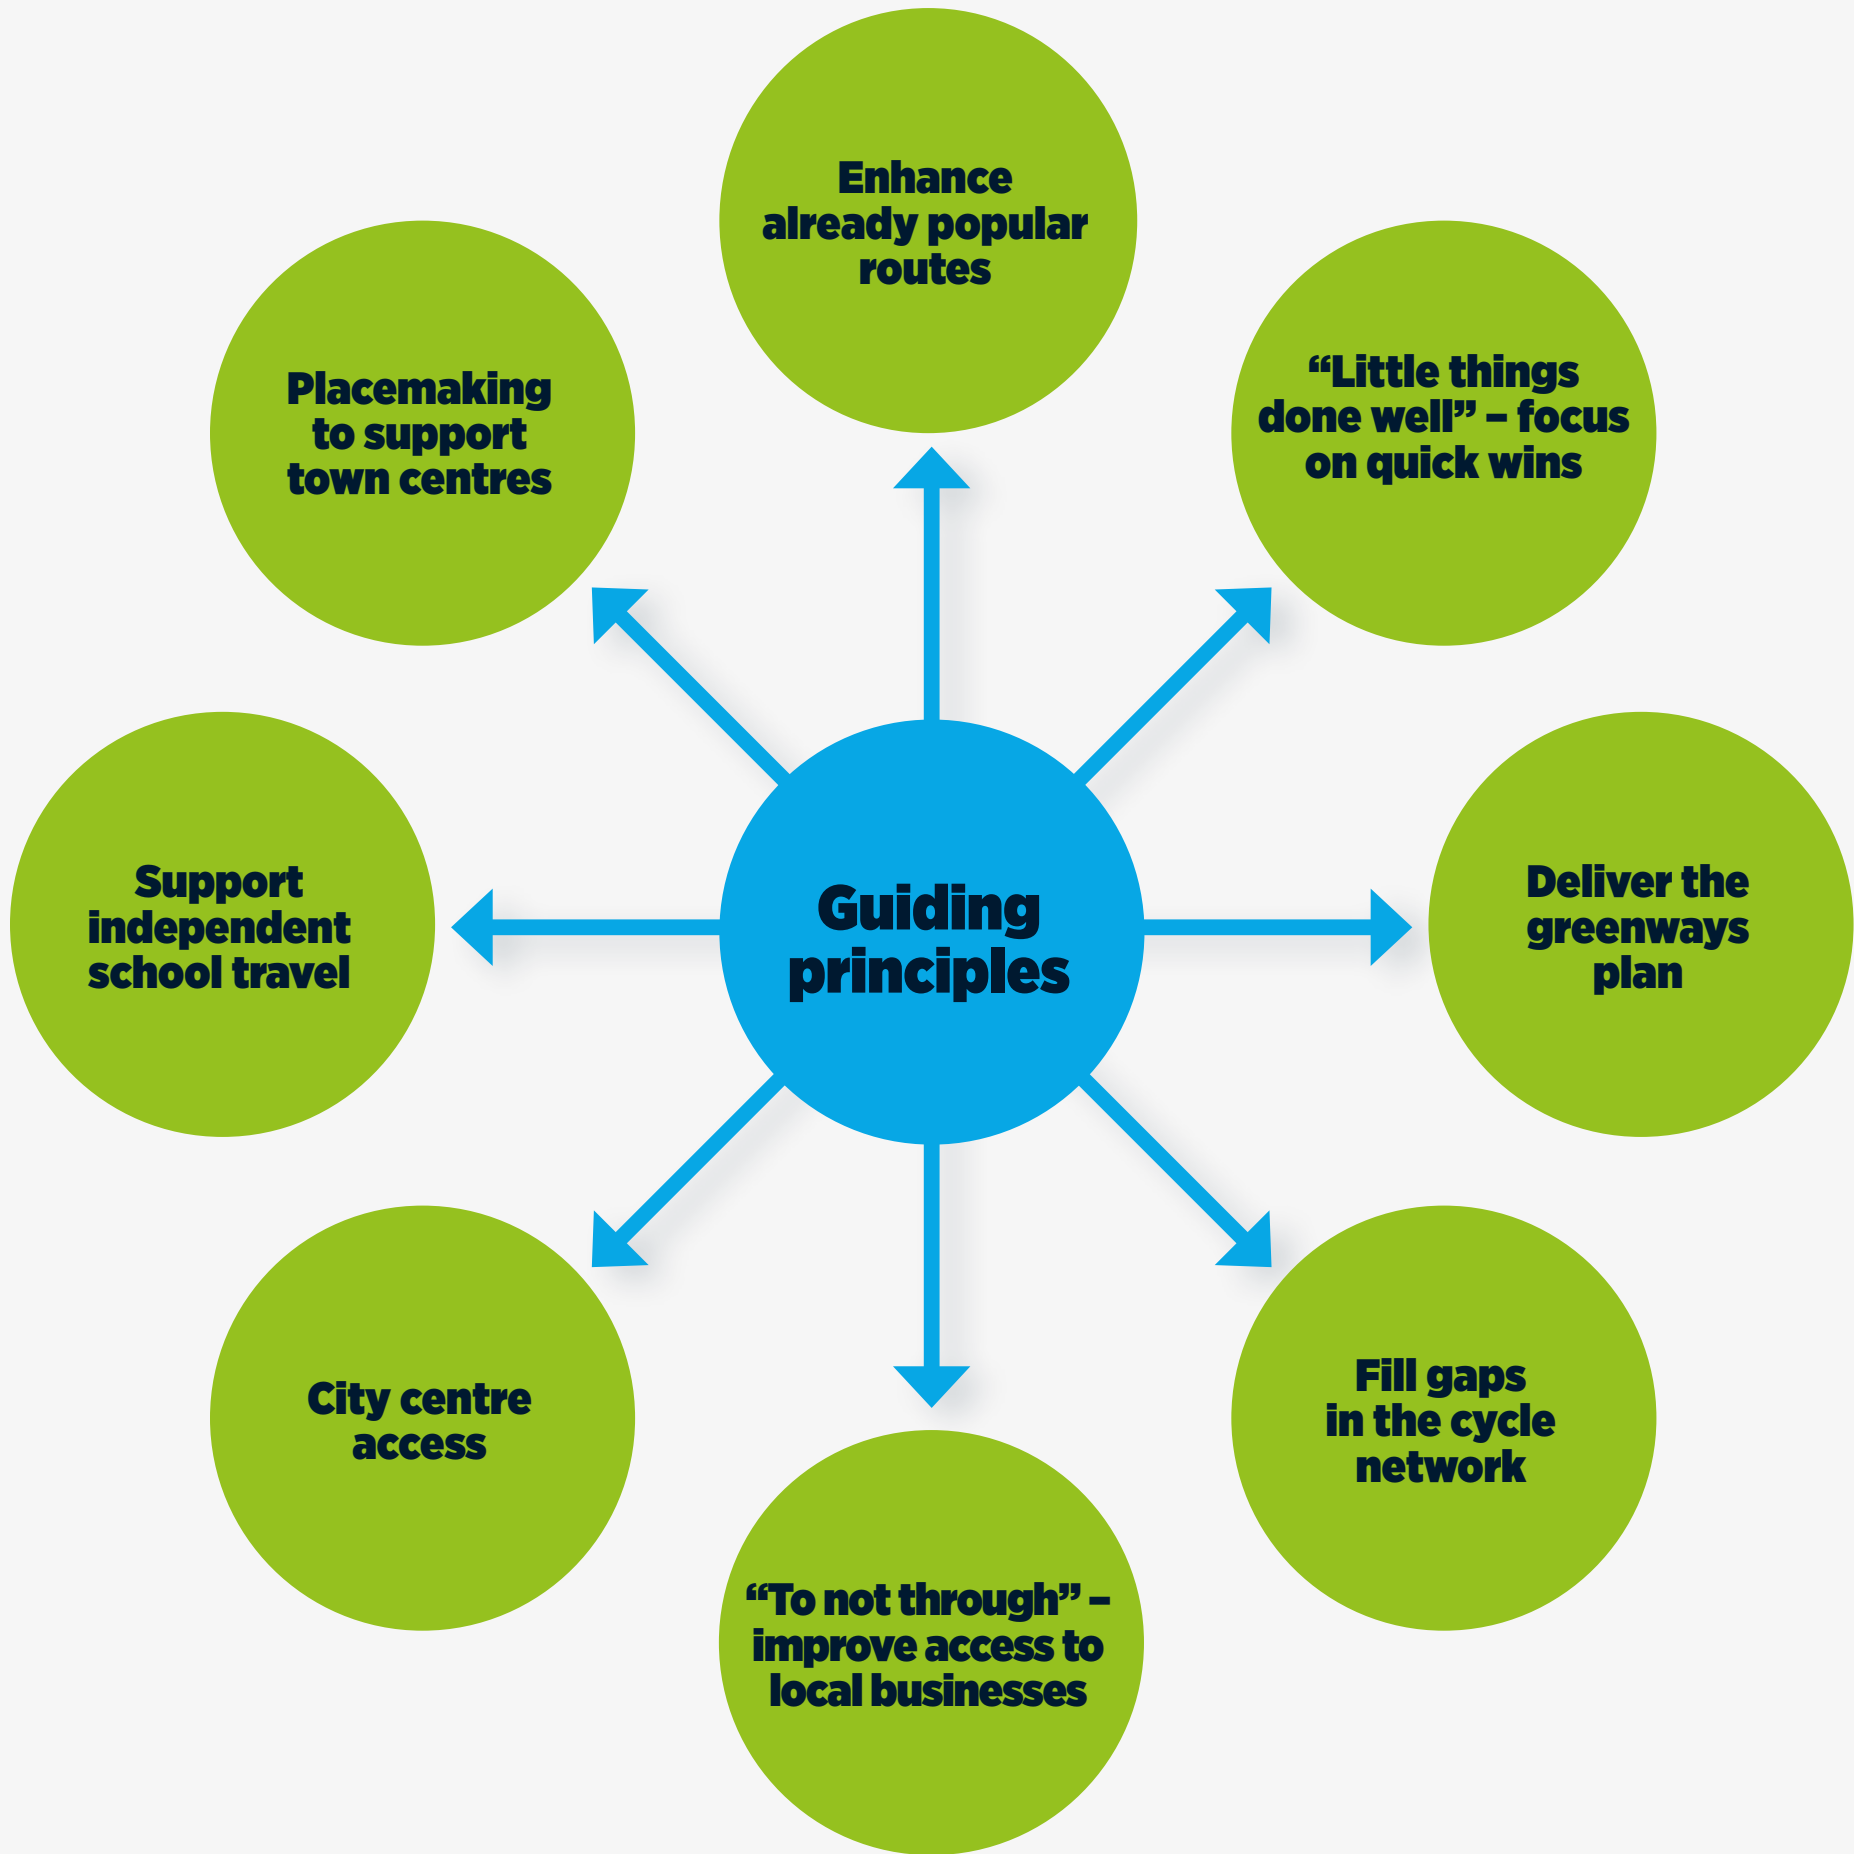 Enhance
already popular
routes
“Little things
done well” – focus
on quick wins
Deliver the
greenways
plan
Fill gaps
in the cycle
network
“To not through” –
improve access to
local businesses
City centre
access
Support
independent
school travel
Placemaking
to support
town centres
Guiding
principles